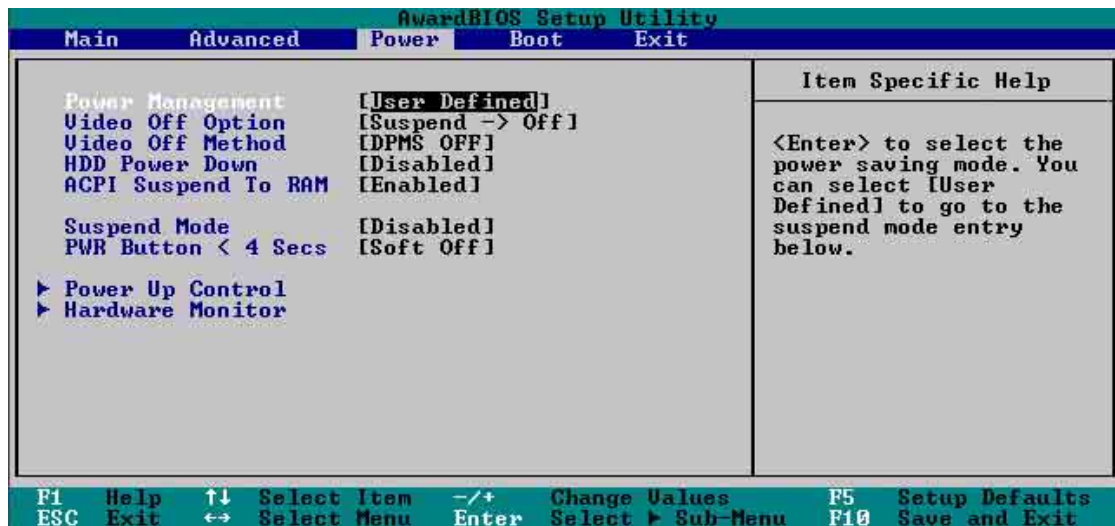 AwardBIOS Setup Utility
Main Advanced Power Boot Exit
Item Specific Help
Power Management [User Defined]
Video Off Option [Suspend -> Off]
Video Off Method [DPMS OFF]
HDD Power Down [Disabled]
ACPI Suspend To RAM [Enabled]
Suspend Mode [Disabled]
PWR Button < 4 Secs [Soft Off]
▶ Power Up Control
▶ Hardware Monitor
<Enter> to select the
power saving mode. You
can select [User
Defined] to go to the
suspend mode entry
below.
F1 Help ↑↓ Select Item -/+ Change Values F5 Setup Defaults
ESC Exit ↔ Select Menu Enter Select ▶ Sub-Menu F10 Save and Exit